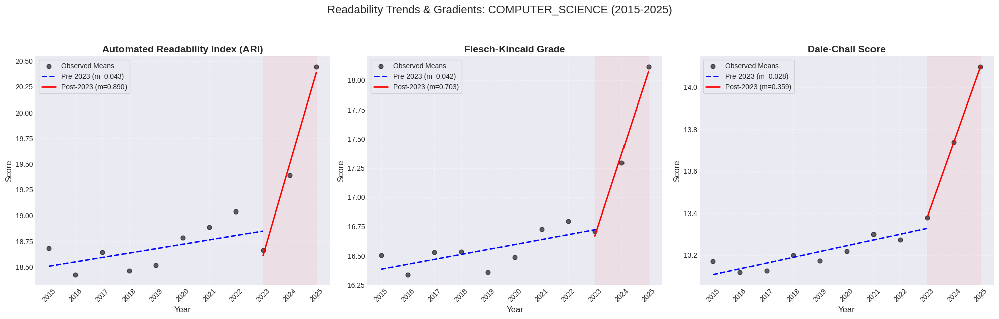 Readability Trends & Gradients: COMPUTER_SCIENCE (2015-2025)
Automated Readability Index (ARI)
Observed Means
Pre-2023 (m=0.043)
Post-2023 (m=0.890)
Score
20.50
20.25
20.00
19.75
19.50
19.25
19.00
18.75
18.50
2015
2016
2017
2018
2019
2020
2021
2022
2023
2024
2025
Year
Flesch-Kincaid Grade
Observed Means
Pre-2023 (m=0.042)
Post-2023 (m=0.703)
Score
18.00
17.75
17.50
17.25
17.00
16.75
16.50
16.25
2015
2016
2017
2018
2019
2020
2021
2022
2023
2024
2025
Year
Dale-Chall Score
Observed Means
Pre-2023 (m=0.028)
Post-2023 (m=0.359)
Score
14.0
13.8
13.6
13.4
13.2
2015
2016
2017
2018
2019
2020
2021
2022
2023
2024
2025
Year